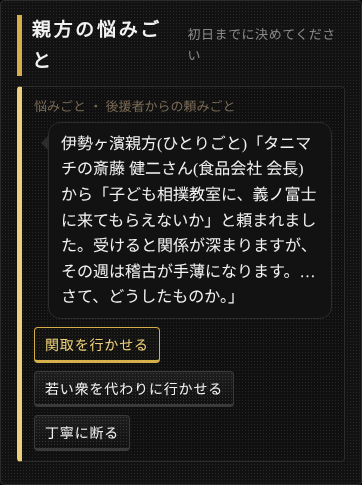 親方の悩みご
と
初日までに決めてくださ
い
悩みごと ・ 後援者からの頼みごと
伊勢ヶ濱親方(ひとりごと)「タニマ
チの斎藤 健二さん(食品会社 会長)
から「子ども相撲教室に、義ノ富士
に来てもらえないか」と頼まれまし
た。受けると関係が深まりますが、
その週は稽古が手薄になります。…
さて、どうしたものか。」
関取を行かせる
若い衆を代わりに行かせる
丁寧に断る